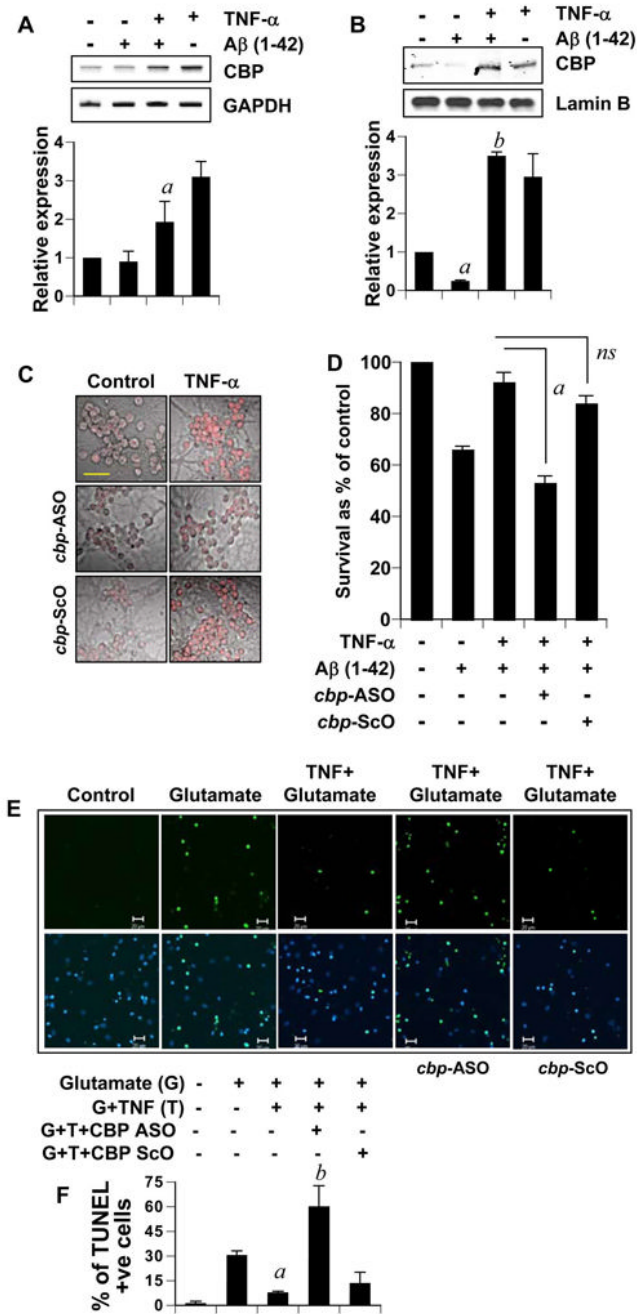 A
- - + + TNF-α
- + + - Aβ (1-42)
CBP
GAPDH
Relative expression
4
3
2
1
0
a
B
- - + + TNF-α
- + + - Aβ (1-42)
CBP
Lamin B
Relative expression
4
3
2
1
0
a
b
C
Control TNF-α
cbp-ASO
cbp-ScO
D
Survival as % of control
100
80
60
40
20
0
a
ns
TNF-α - - + + +
Aβ (1-42) - + + + +
cbp-ASO - - - + -
cbp-ScO - - - - +
E
Control
Glutamate
TNF+
Glutamate
TNF+
Glutamate
TNF+
Glutamate
cbp-ASO
cbp-ScO
Glutamate (G) - + + + +
G+TNF (T) - - + + +
G+T+CBP ASO - - - + -
G+T+CBP ScO - - - - +
F
% of TUNEL
+ve cells
75
60
45
30
15
0
a
b